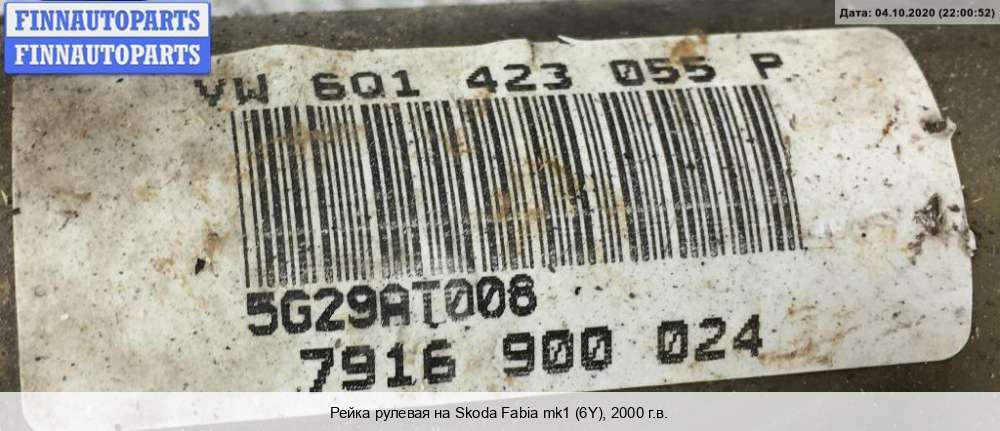 FINNAUTOPARTS
FINNAUTOPARTS
Дата: 04.10.2020 (22:00:52)
VW 6Q1 423 055 P
5G29AT008
7916 900 024
Рейка рулевая на Skoda Fabia mk1 (6Y), 2000 г.в.